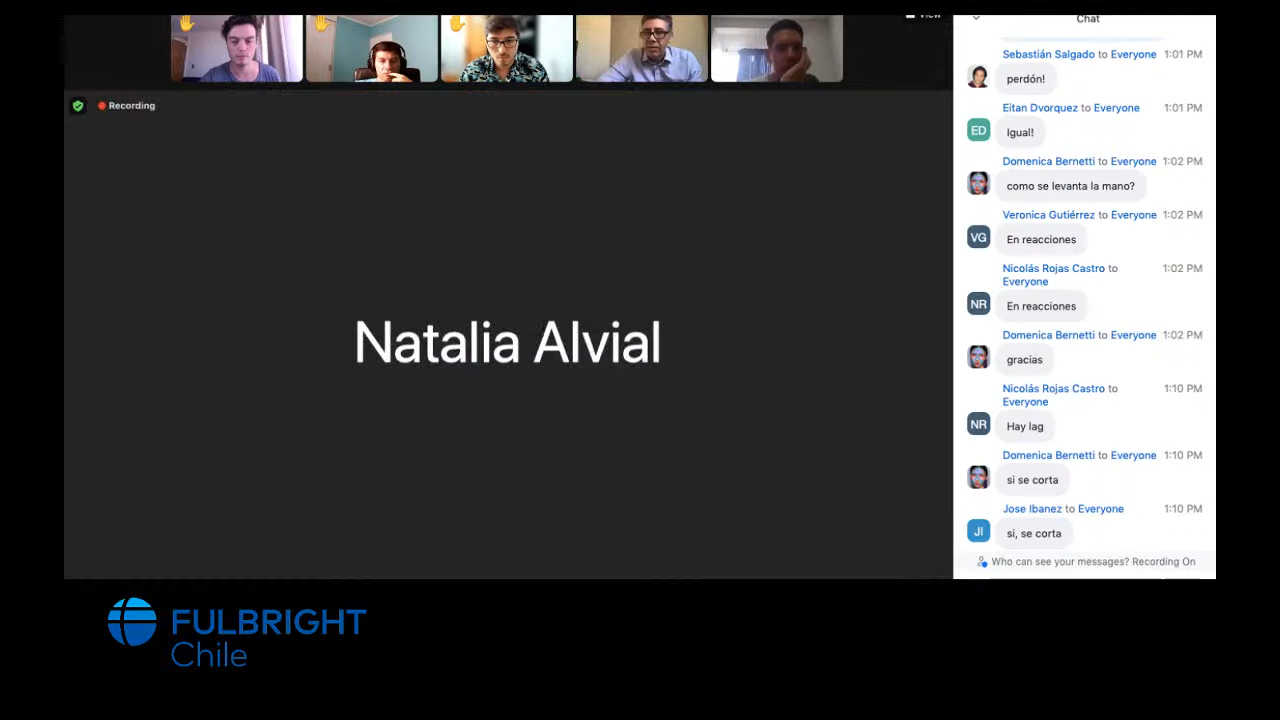 View
Chat
Recording
Natalia Alvial
Sebastián Salgado to Everyone 1:01 PM
perdón!
Eitan Dvorquez to Everyone 1:01 PM
ED
Igual!
Domenica Bernetti to Everyone 1:02 PM
como se levanta la mano?
Veronica Gutiérrez to Everyone 1:02 PM
VG
En reacciones
Nicolás Rojas Castro to 1:02 PM
Everyone
NR
En reacciones
Domenica Bernetti to Everyone 1:02 PM
gracias
Nicolás Rojas Castro to 1:10 PM
Everyone
NR
Hay lag
Domenica Bernetti to Everyone 1:10 PM
si se corta
Jose Ibanez to Everyone 1:10 PM
JI
si, se corta
Who can see your messages? Recording On
FULBRIGHT
Chile